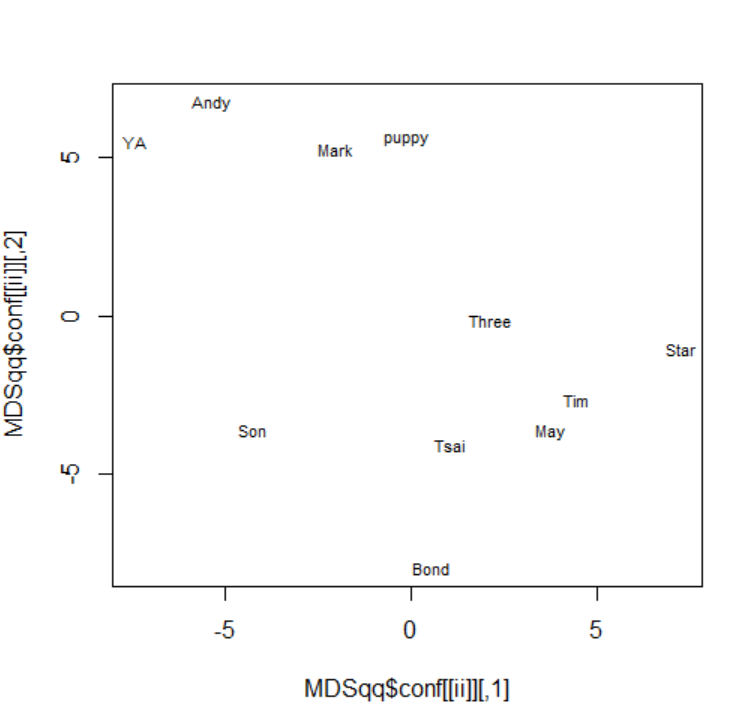 Andy
YA
Mark
puppy
Three
Star
Tim
Son
May
Tsai
Bond
5
0
-5
-5
0
5
MDSqq$conf[[ii]][,2]
MDSqq$conf[[ii]][,1]